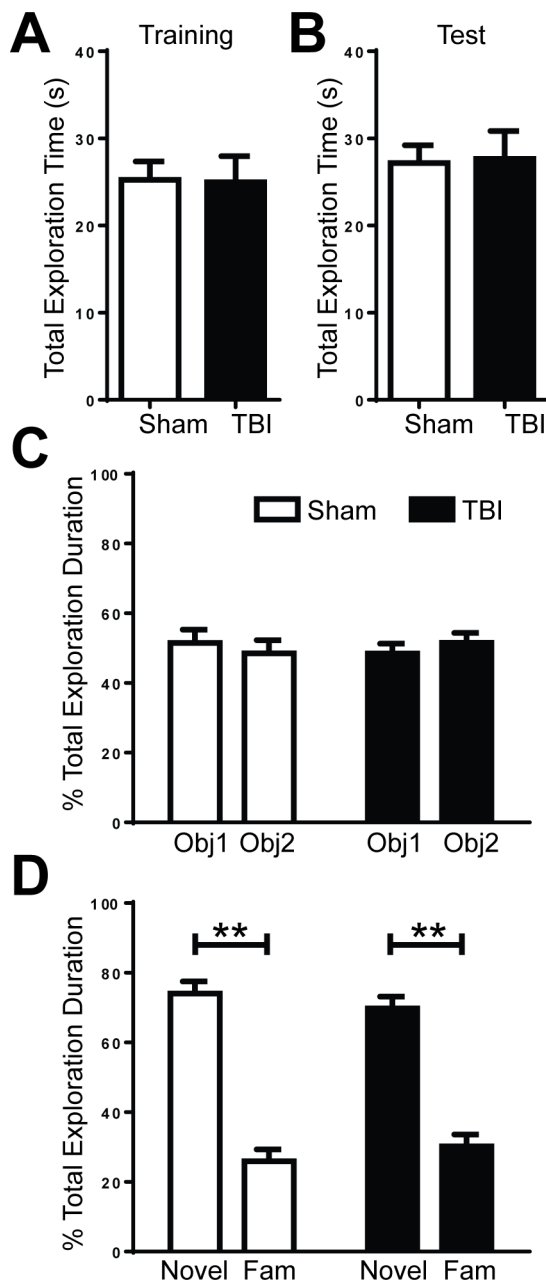 A Training
Total Exploration Time (s)
40
30
20
10
0
Sham TBI
B Test
Total Exploration Time (s)
40
30
20
10
0
Sham TBI
C
% Total Exploration Duration
100
80
60
40
20
0
Sham TBI
Obj1 Obj2 Obj1 Obj2
D
% Total Exploration Duration
100
80
60
40
20
0
** **
Novel Fam Novel Fam